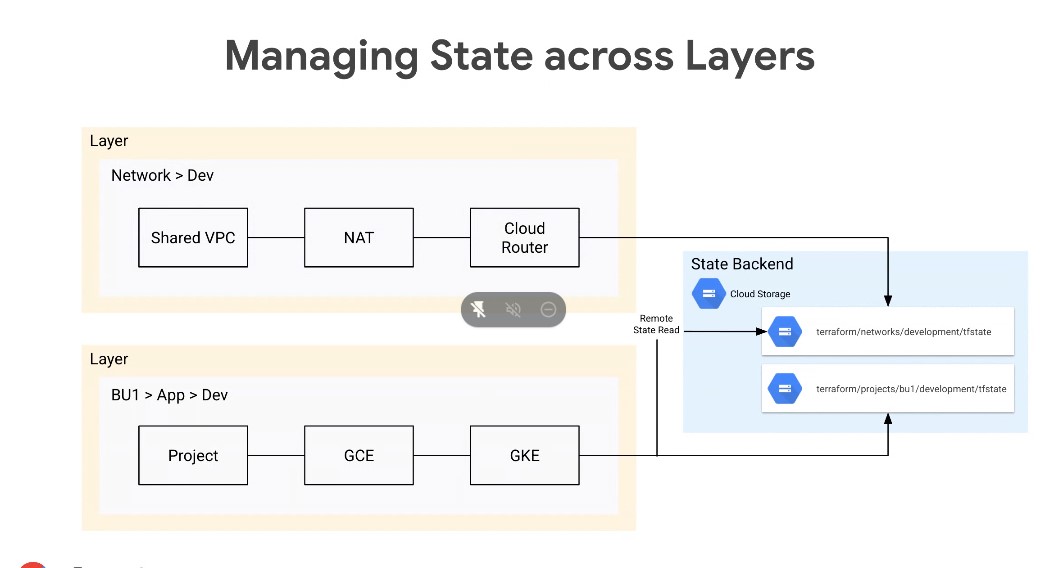 Managing State across Layers
Layer
Network > Dev
Shared VPC
NAT
Cloud
Router
State Backend
Cloud Storage
Remote
State Read
terraform/networks/development/tfstate
terraform/projects/bu1/development/tfstate
Layer
BU1 > App > Dev
Project
GCE
GKE